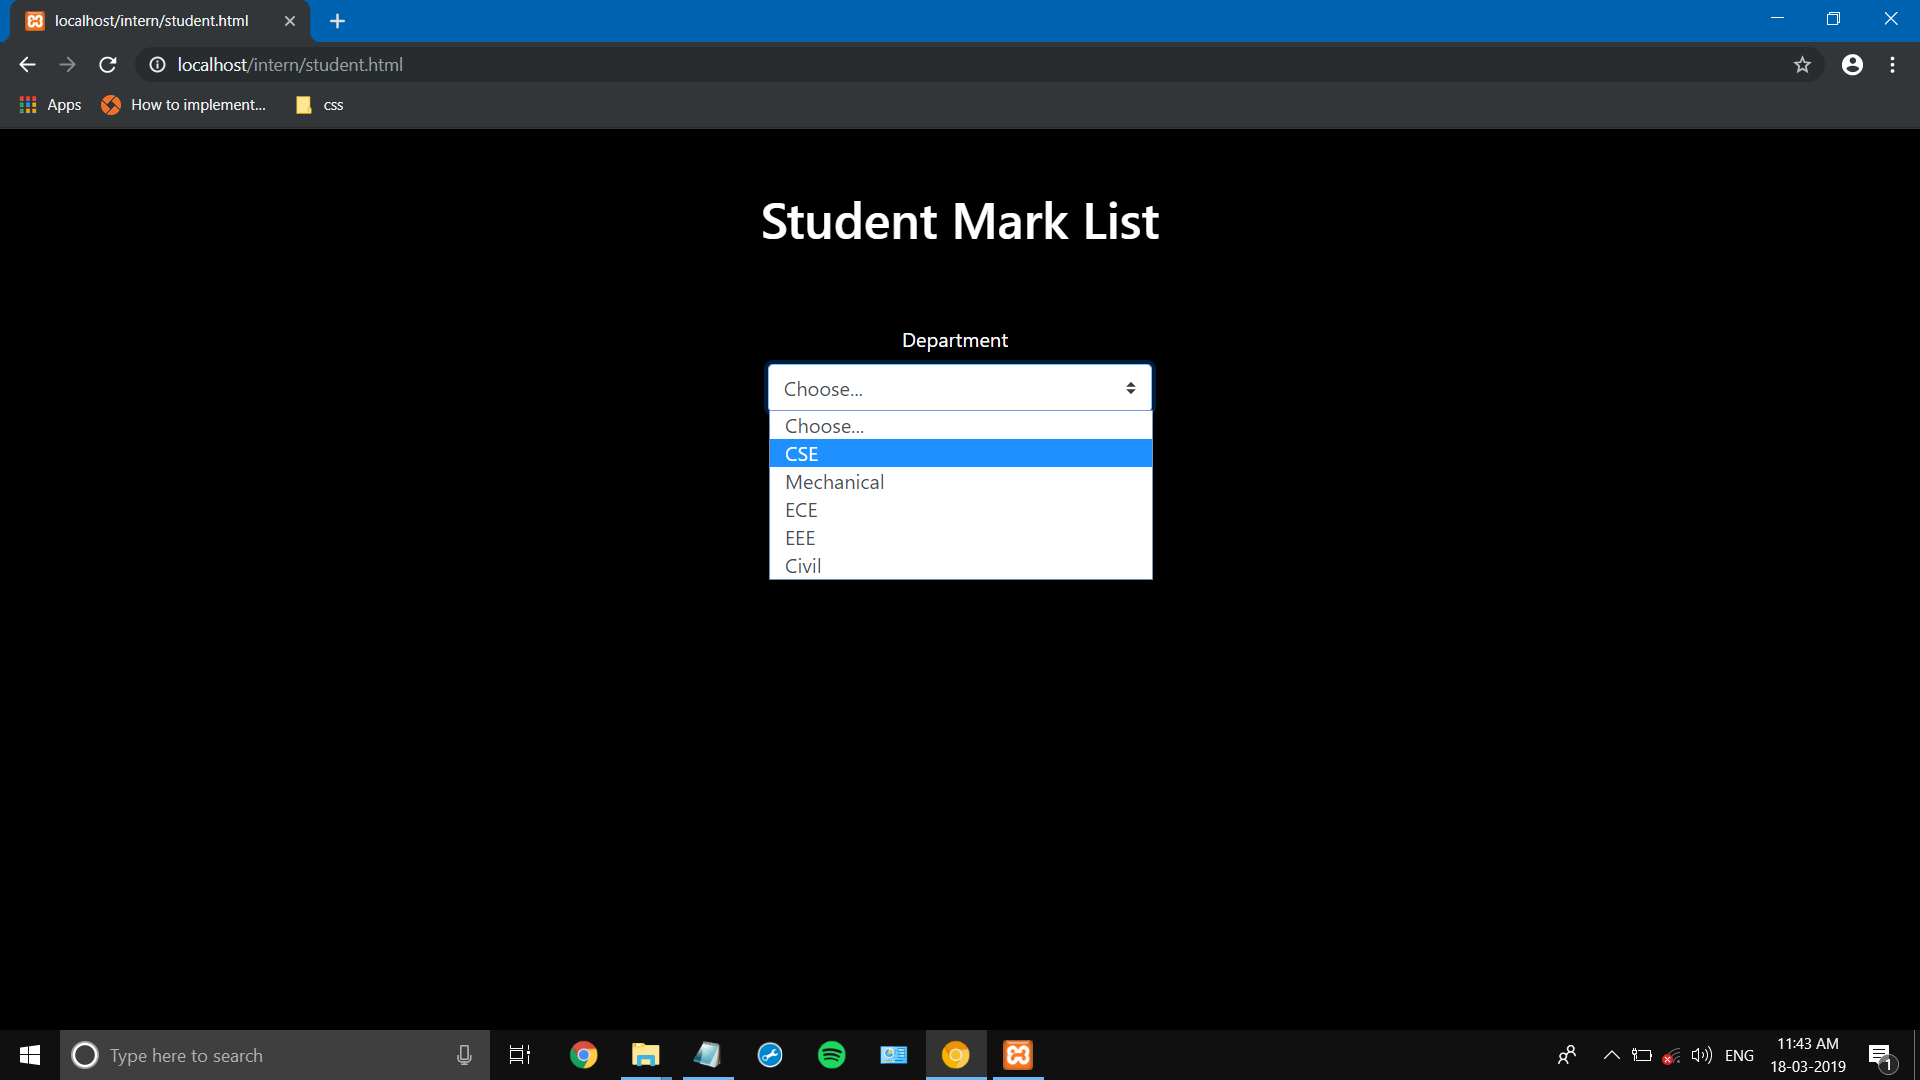 localhost/intern/student.html
localhost/intern/student.html
Apps How to implement... css
Student Mark List
Department
Choose...
Choose...
CSE
Mechanical
ECE
EEE
Civil
Type here to search
ENG
11:43 AM
18-03-2019
1